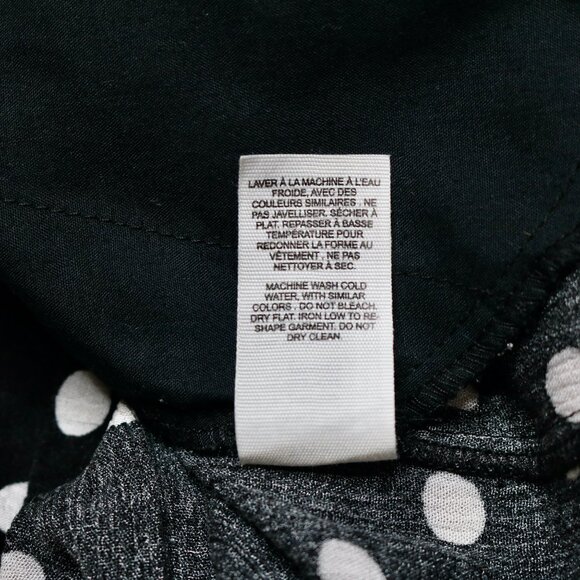 LAVER À LA MACHINE À L'EAU
FROIDE, AVEC DES
COULEURS SIMILAIRES . NE
PAS JAVELLISER. SÉCHER À
PLAT. REPASSER À BASSE
TEMPÉRATURE POUR
REDONNER LA FORME AU
VÊTEMENT . NE PAS
NETTOYER À SEC.
MACHINE WASH COLD
WATER, WITH SIMILAR
COLORS . DO NOT BLEACH.
DRY FLAT. IRON LOW TO RE-
SHAPE GARMENT. DO NOT
DRY CLEAN